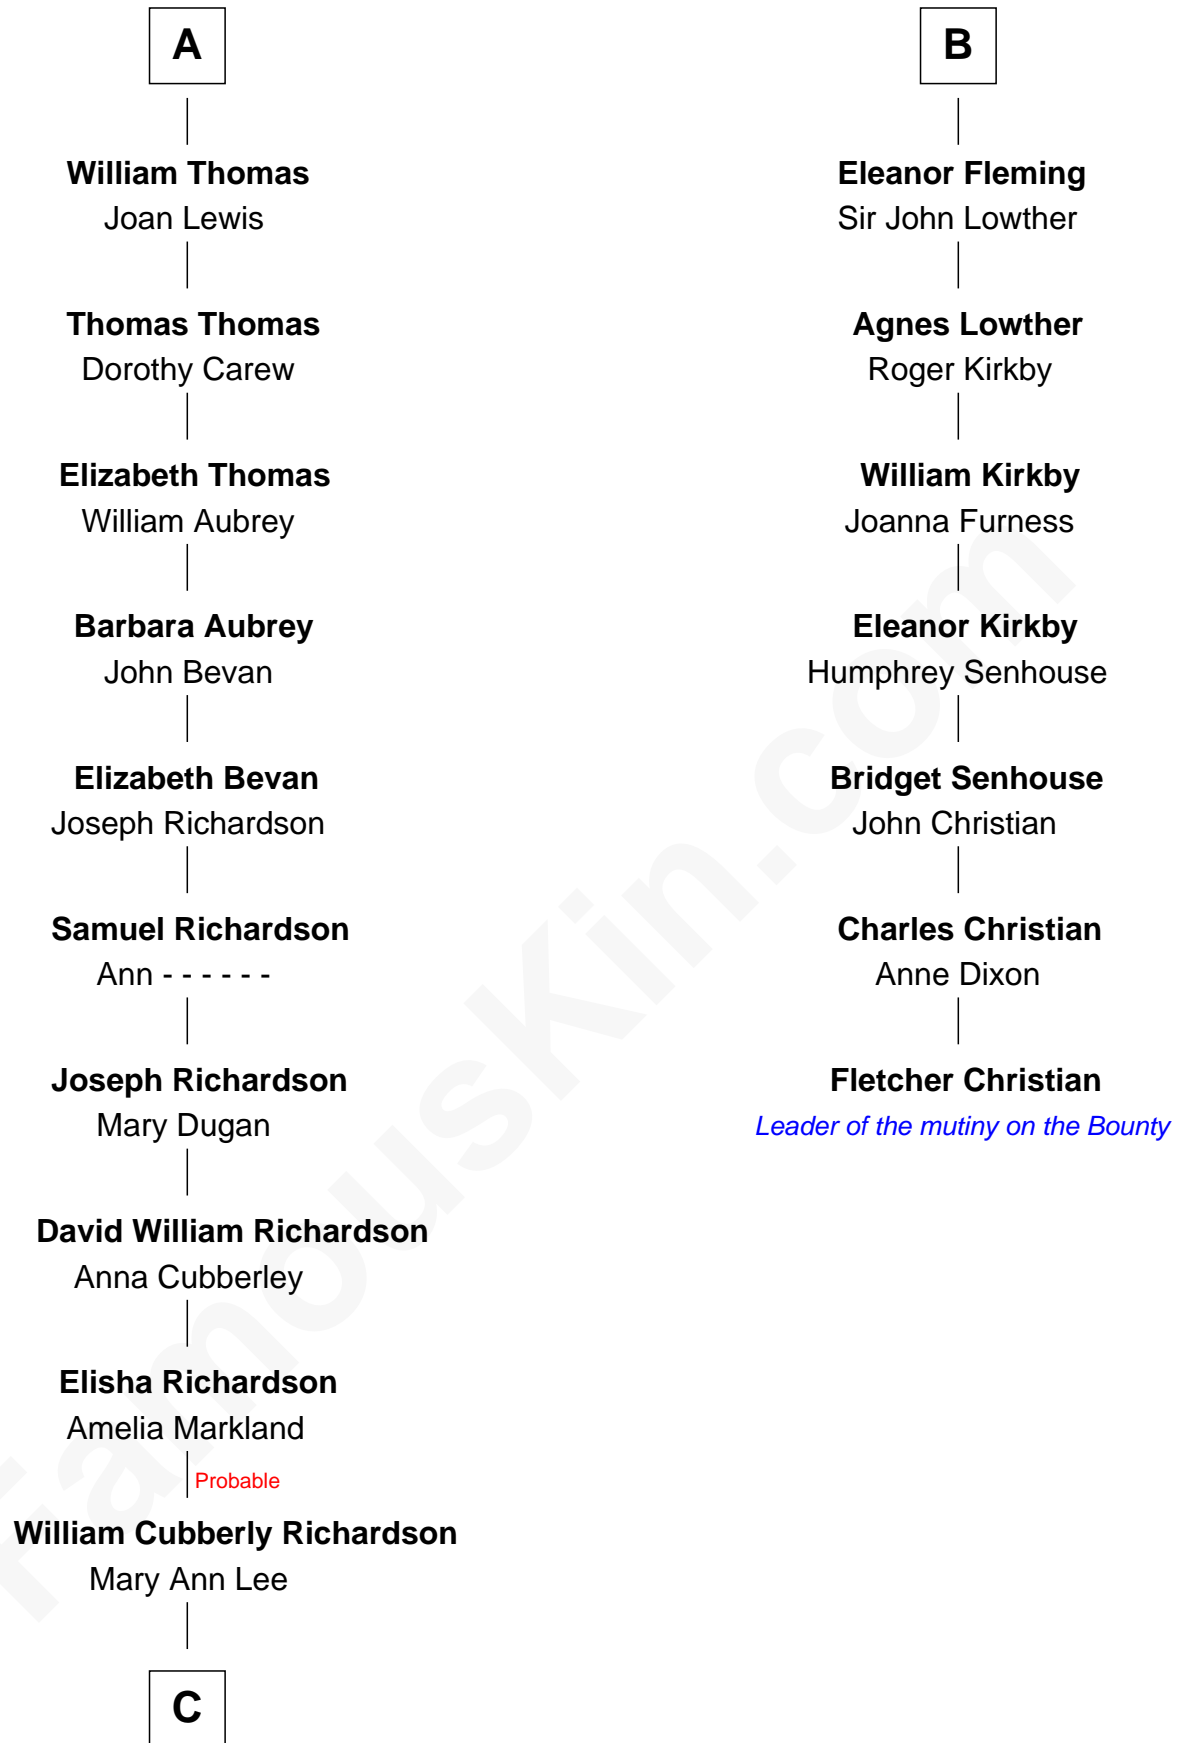 A
William Thomas
Joan Lewis
Thomas Thomas
Dorothy Carew
Elizabeth Thomas
William Aubrey
Barbara Aubrey
John Bevan
Elizabeth Bevan
Joseph Richardson
Samuel Richardson
Ann - - - - - -
Joseph Richardson
Mary Dugan
David William Richardson
Anna Cubberley
Elisha Richardson
Amelia Markland
Probable
William Cubberly Richardson
Mary Ann Lee
C
B
Eleanor Fleming
Sir John Lowther
Agnes Lowther
Roger Kirkby
William Kirkby
Joanna Furness
Eleanor Kirkby
Humphrey Senhouse
Bridget Senhouse
John Christian
Charles Christian
Anne Dixon
Fletcher Christian
Leader of the mutiny on the Bounty
FamousKin.com